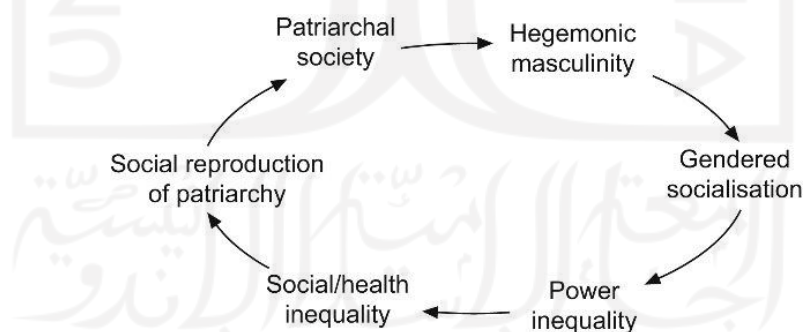 Patriarchal
society
Hegemonic
masculinity
Gendered
socialisation
Power
inequality
Social/health
inequality
Social reproduction
of patriarchy